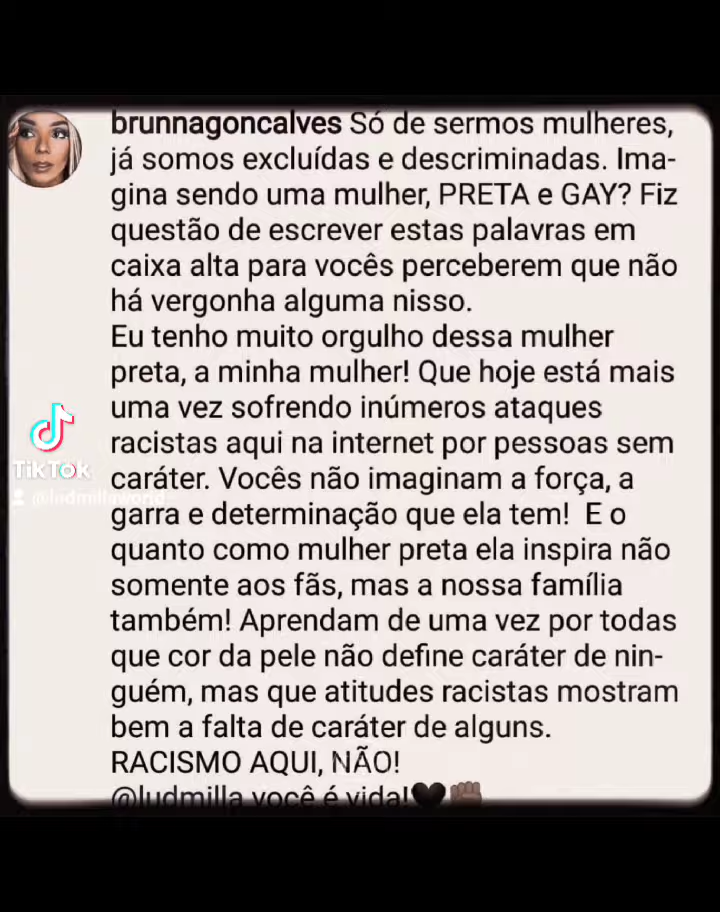 brunnagoncalves Só de sermos mulheres,
já somos excluídas e descriminadas. Ima-
gina sendo uma mulher, PRETA e GAY? Fiz
questão de escrever estas palavras em
caixa alta para vocês perceberem que não
há vergonha alguma nisso.
Eu tenho muito orgulho dessa mulher
preta, a minha mulher! Que hoje está mais
uma vez sofrendo inúmeros ataques
racistas aqui na internet por pessoas sem
caráter. Vocês não imaginam a força, a
garra e determinação que ela tem! E o
quanto como mulher preta ela inspira não
somente aos fãs, mas a nossa família
também! Aprendam de uma vez por todas
que cor da pele não define caráter de nin-
guém, mas que atitudes racistas mostram
bem a falta de caráter de alguns.
RACISMO AQUI, NÃO!
@ludmilla você é vida!🖤✊🏿
TikTok
@ludmillaworld